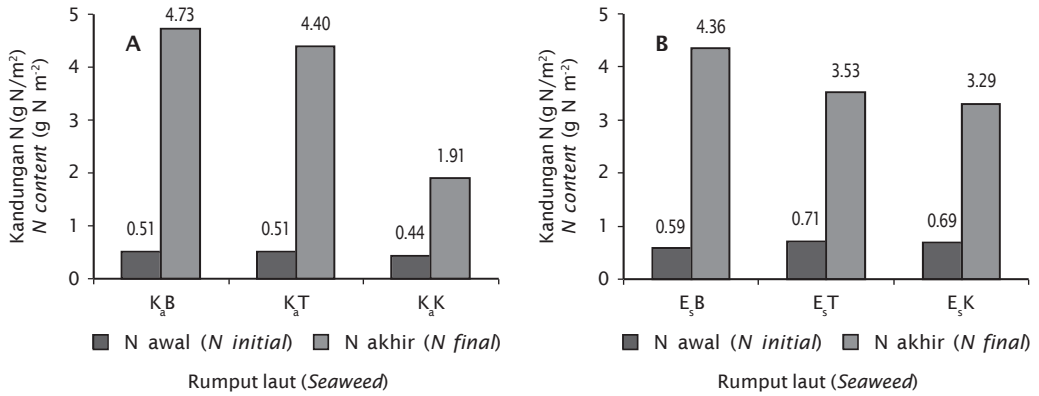 Kandungan N (g N/m²)
N content (g N m⁻²)
A
5
4
3
2
1
0
0.51
4.73
0.51
4.40
0.44
1.91
KₐB
KₐT
KₐK
N awal (N initial)
N akhir (N final)
Rumput laut (Seaweed)
Kandungan N (g N/m²)
N content (g N m⁻²)
B
5
4
3
2
1
0
0.59
4.36
0.71
3.53
0.69
3.29
EₛB
EₛT
EₛK
N awal (N initial)
N akhir (N final)
Rumput laut (Seaweed)